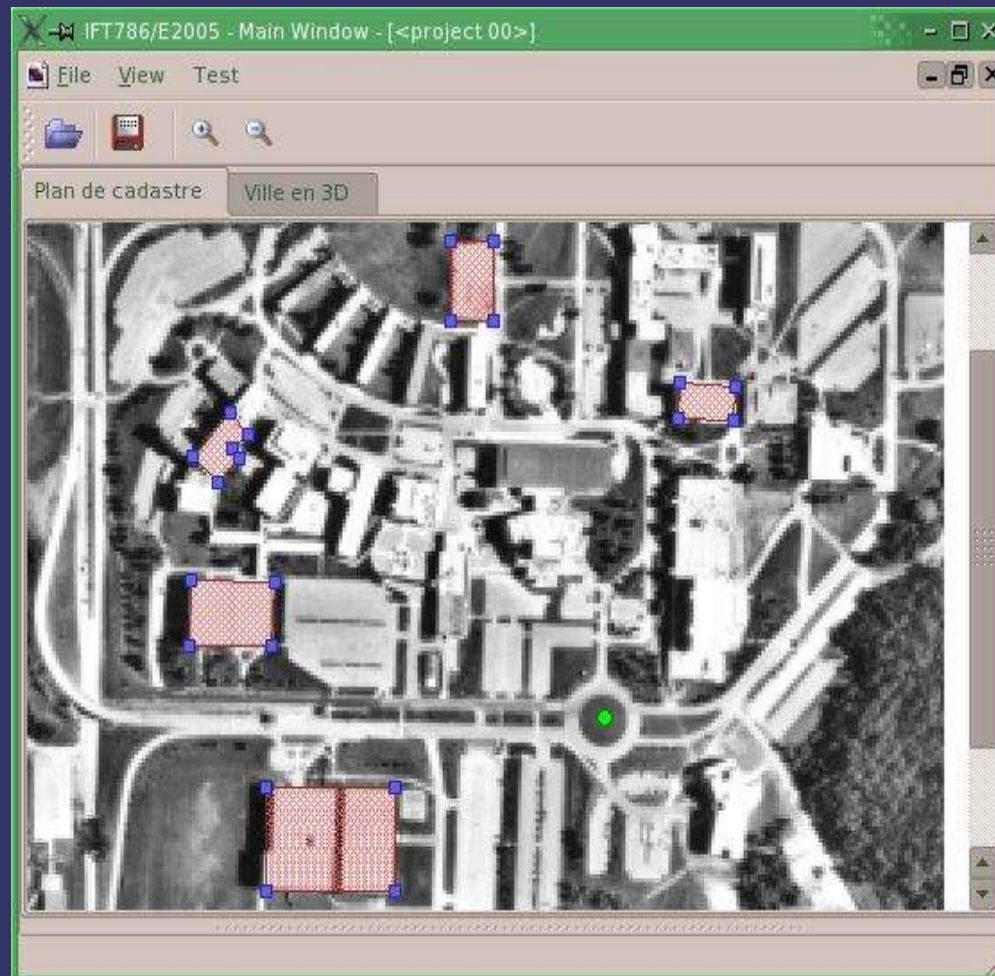 IFT786/E2005 - Main Window - [<project 00>]
File View Test
Plan de cadastre Ville en 3D